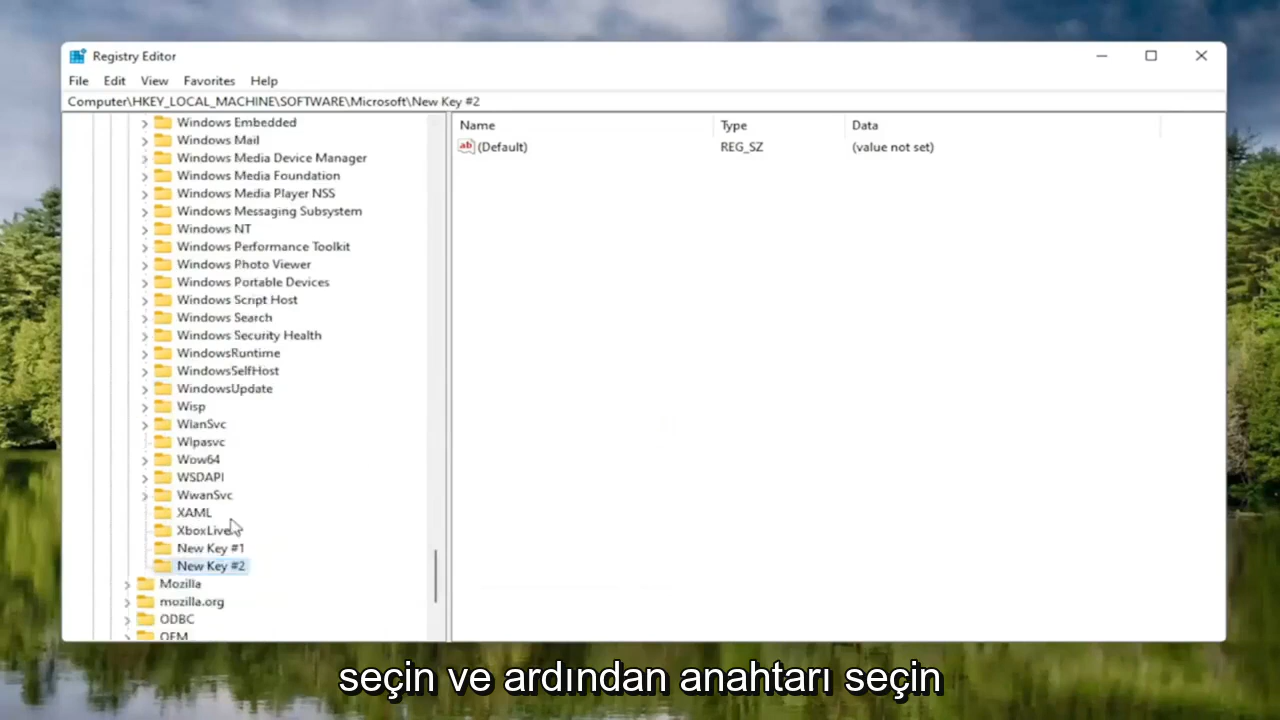 Registry Editor
File Edit View Favorites Help
Computer\HKEY_LOCAL_MACHINE\SOFTWARE\Microsoft\New Key #2
Name Type Data
(Default) REG_SZ (value not set)
Windows Embedded
Windows Mail
Windows Media Device Manager
Windows Media Foundation
Windows Media Player NSS
Windows Messaging Subsystem
Windows NT
Windows Performance Toolkit
Windows Photo Viewer
Windows Portable Devices
Windows Script Host
Windows Search
Windows Security Health
WindowsRuntime
WindowsSelfHost
WindowsUpdate
Wisp
WlanSvc
Wlpasvc
Wow64
WSDAPI
WwanSvc
XAML
XboxLive
New Key #1
New Key #2
Mozilla
mozilla.org
ODBC
OEM
seçin ve ardından anahtarı seçin